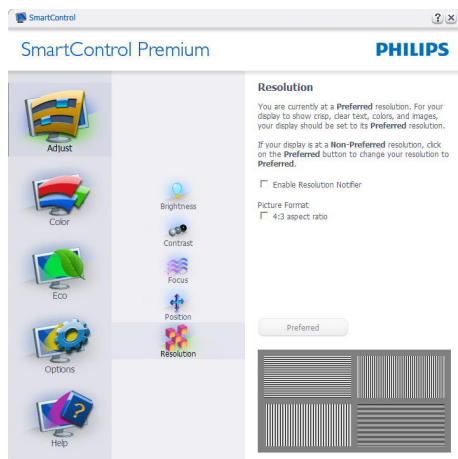 SmartControl
? x
SmartControl Premium
PHILIPS
Adjust
Color
Eco
Options
?
Help
Brightness
Contrast
Focus
Position
Resolution
Resolution
You are currently at a Preferred resolution. For your
display to show crisp, clear text, colors, and images,
your display should be set to its Preferred resolution.
If your display is at a Non-Preferred resolution, click
on the Preferred button to change your resolution to
Preferred.
Enable Resolution Notifier
Picture Format
4:3 aspect ratio
Preferred